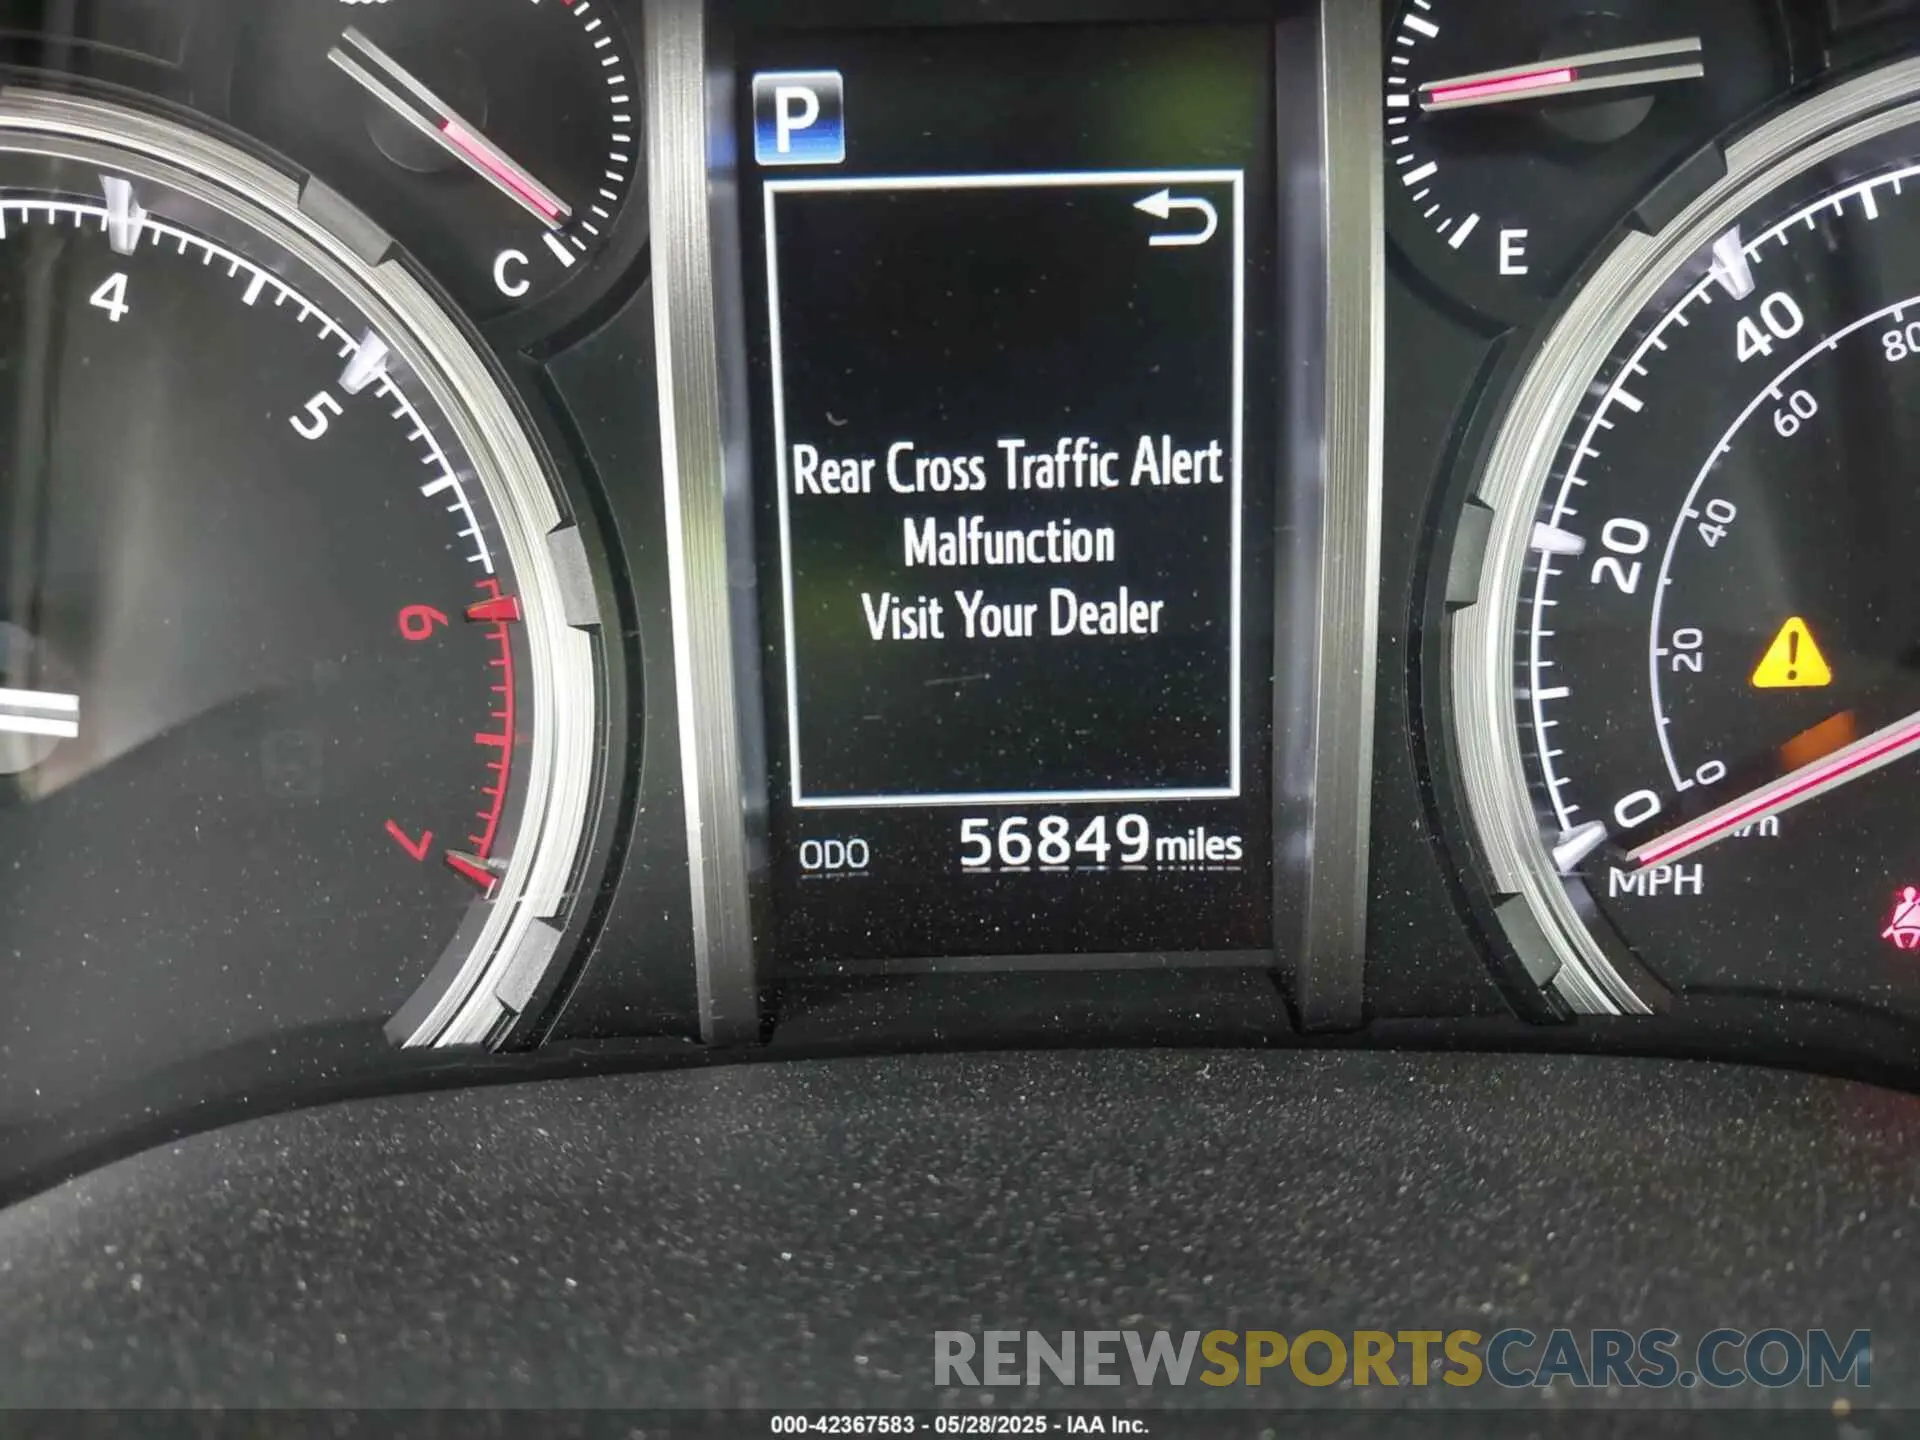 P
C
E
4
5
6
7
40
20
0
80
60
40
20
0
MPH
Rear Cross Traffic Alert
Malfunction
Visit Your Dealer
ODO 56849 miles
RENEWSPORTSCARS.COM
000-42367583 - 05/28/2025 - IAA Inc.